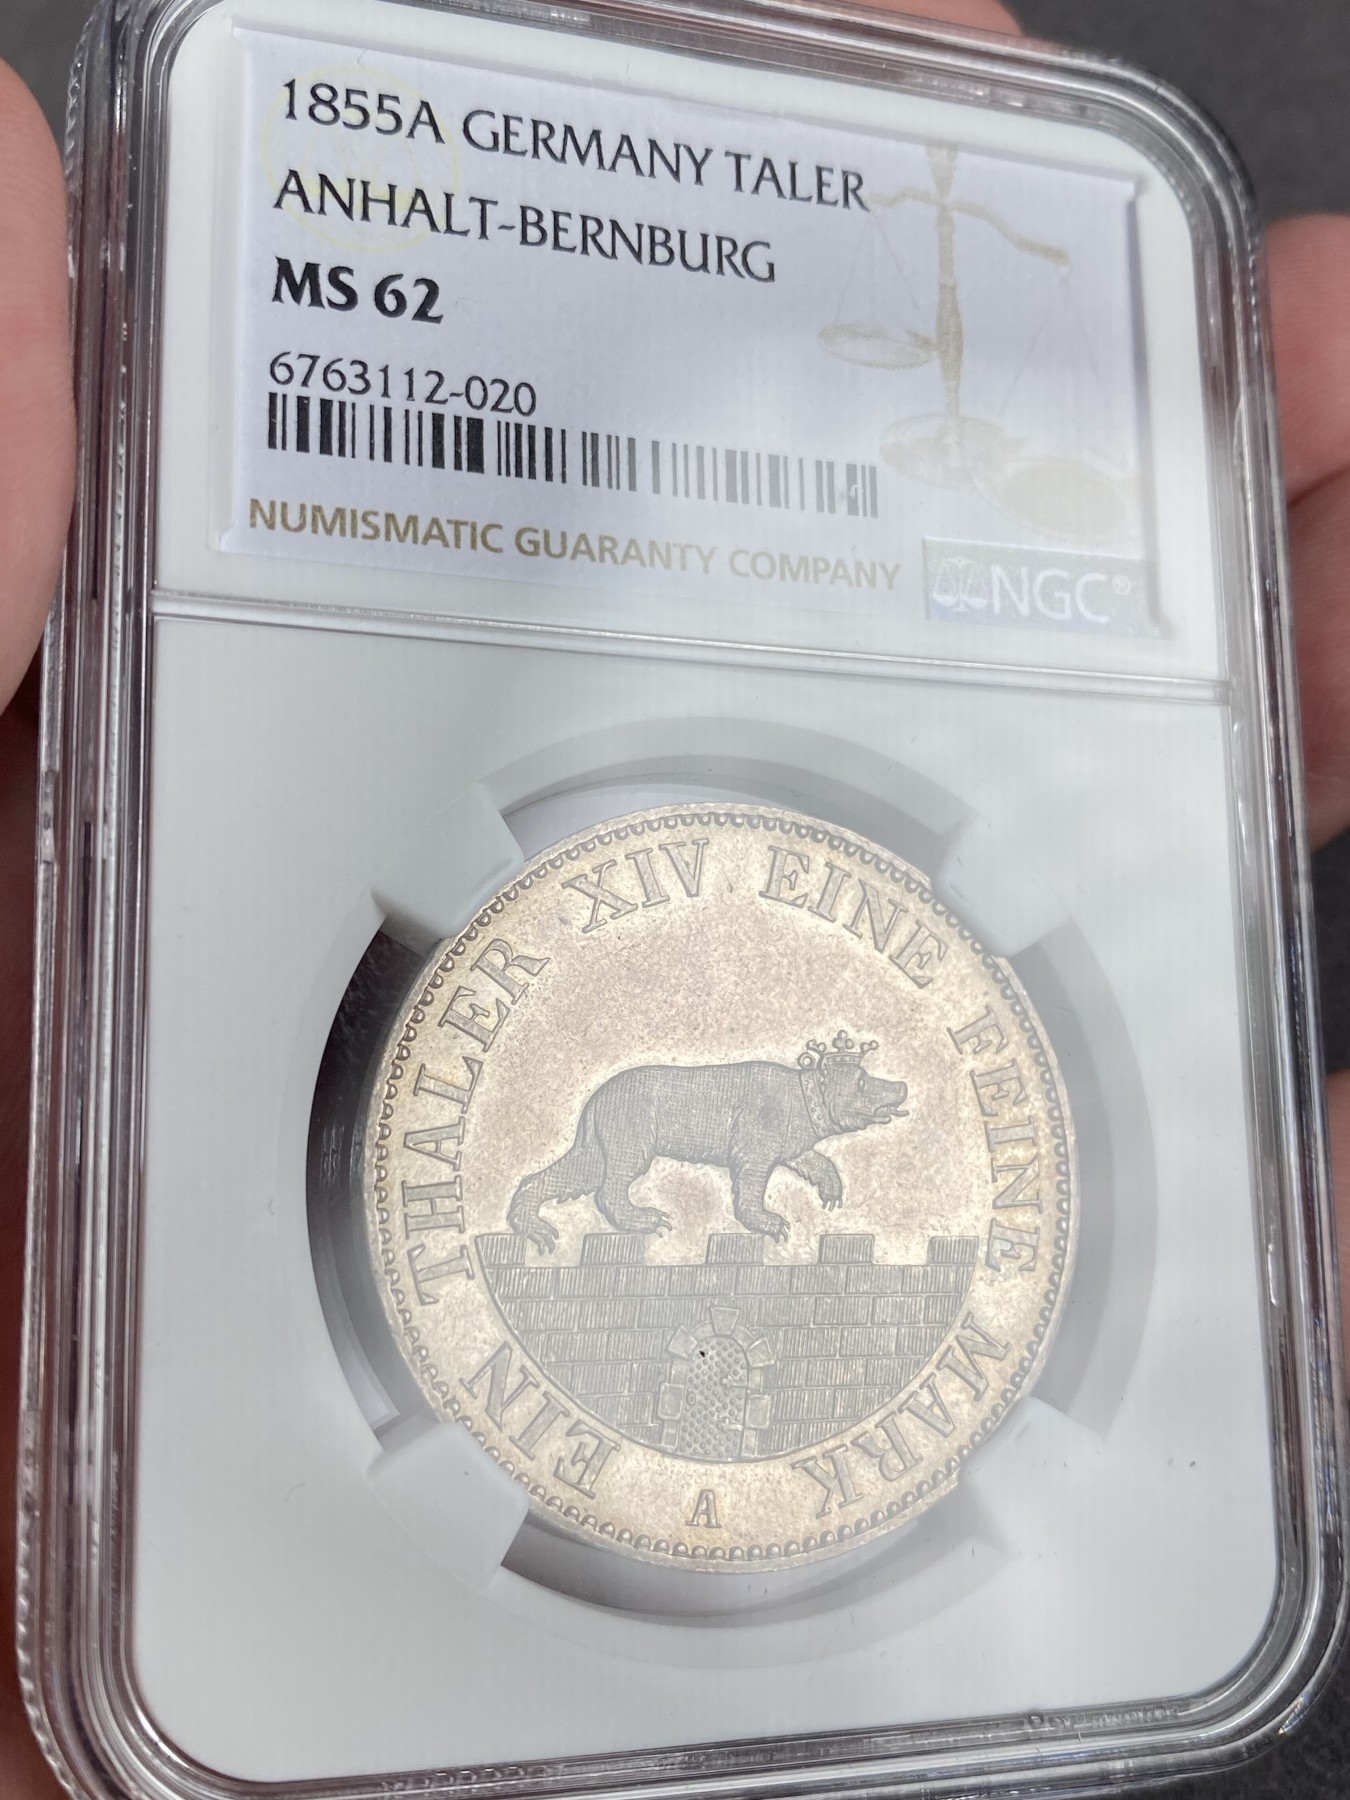 1855A GERMANY TALER
ANHALT-BERNBURG
MS 62
6763112-020
NUMISMATIC GUARANTY COMPANY
NGC®
EIN THALER XIV EINE FEINE MARK
A